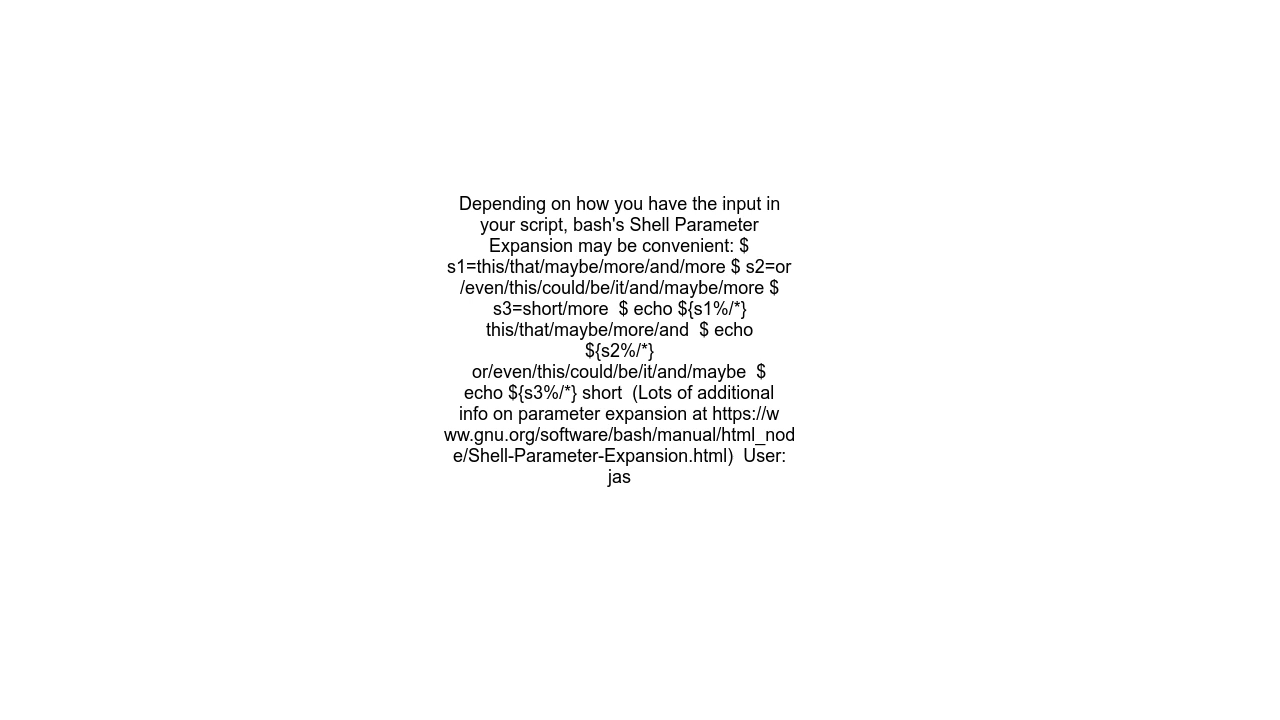 Depending on how you have the input in
your script, bash's Shell Parameter
Expansion may be convenient: $
s1=this/that/maybe/more/and/more $ s2=or
/even/this/could/be/it/and/maybe/more $
s3=short/more  $ echo ${s1%/*}
this/that/maybe/more/and  $ echo
${s2%/*}
or/even/this/could/be/it/and/maybe  $
echo ${s3%/*} short  (Lots of additional
info on parameter expansion at https://w
ww.gnu.org/software/bash/manual/html_nod
e/Shell-Parameter-Expansion.html)  User:
jas